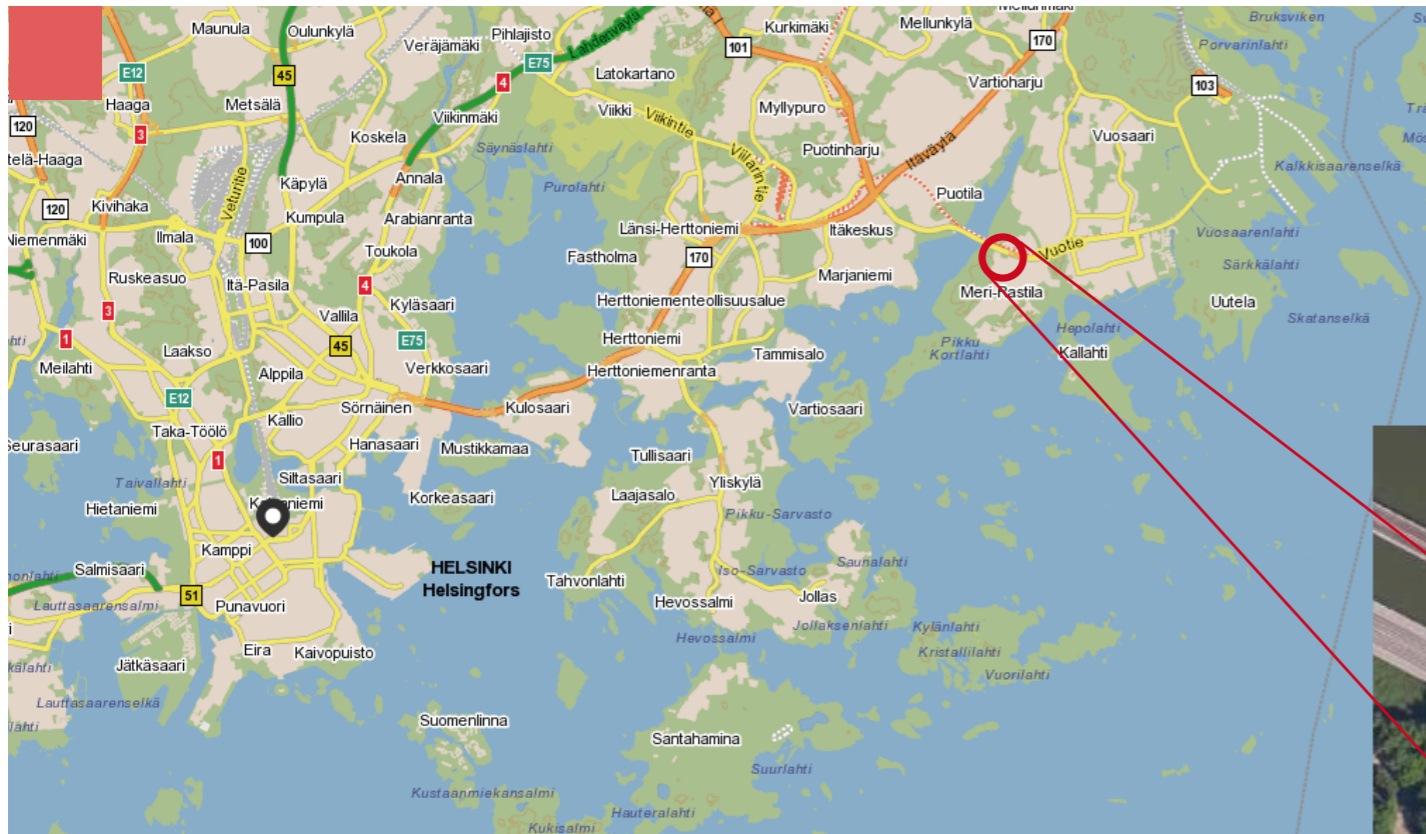 Maunula
Oulunkylä
Veräjämäki
Pihlajisto
Lahdenväylä
Kurkimäki
Mellunkylä
Bruksviken
Porvarinlahti
E12
45
E75
101
170
Latokartano
Vartioharju
103
Haaga
Metsälä
4
Viikki
Myllypuro
120
3
Koskela
Viikinmäki
Viikintie
Vuosaari
Säynäslahti
Viilarintie
Puotinharju
Itäväylä
Kalkkisaarenselkä
Käpylä
Annala
Purolahti
Puotila
120
Kivihaka
Veturitie
Kumpula
Arabianranta
Länsi-Herttoniemi
Itäkeskus
Niemenmäki
Ilmala
100
Toukola
Fastholma
170
Vuotie
Vuosaarenlahti
Ruskeasuo
Itä-Pasila
4
Marjaniemi
Särkkälahti
3
Vallila
Kyläsaari
Herttoniementeollisuusalue
Meri-Rastila
Uutela
1
Laakso
45
E75
Herttoniemi
Hepolahti
Skatanselkä
Meilahti
Alppila
Verkkosaari
Herttoniemenranta
Tammisalo
Pikku
Kortlahti
Kallahti
E12
Taka-Töölö
Kallio
Sörnäinen
Kulosaari
Vartiosaari
Seurasaari
1
Hanasaari
Mustikkamaa
Tullisaari
Taivallahti
Siltasaari
Korkeasaari
Laajasalo
Yliskylä
Hietaniemi
Pikku-Sarvasto
Kamppi
Salmisaari
HELSINKI
Helsingfors
Tahvonlahti
Iso-Sarvasto
Saunalahti
Lauttasaarensalmi
51
Punavuori
Hevossalmi
Jollas
Eira
Kaivopuisto
Hevossalmi
Jollaksenlahti
Kylänlahti
Kristallilahti
Jätkäsaari
Vuorilahti
Lauttasaarenselkä
Suomenlinna
Santahamina
Suurlahti
Kustaanmiekansalmi
Hauteralahti
Kukisalmi